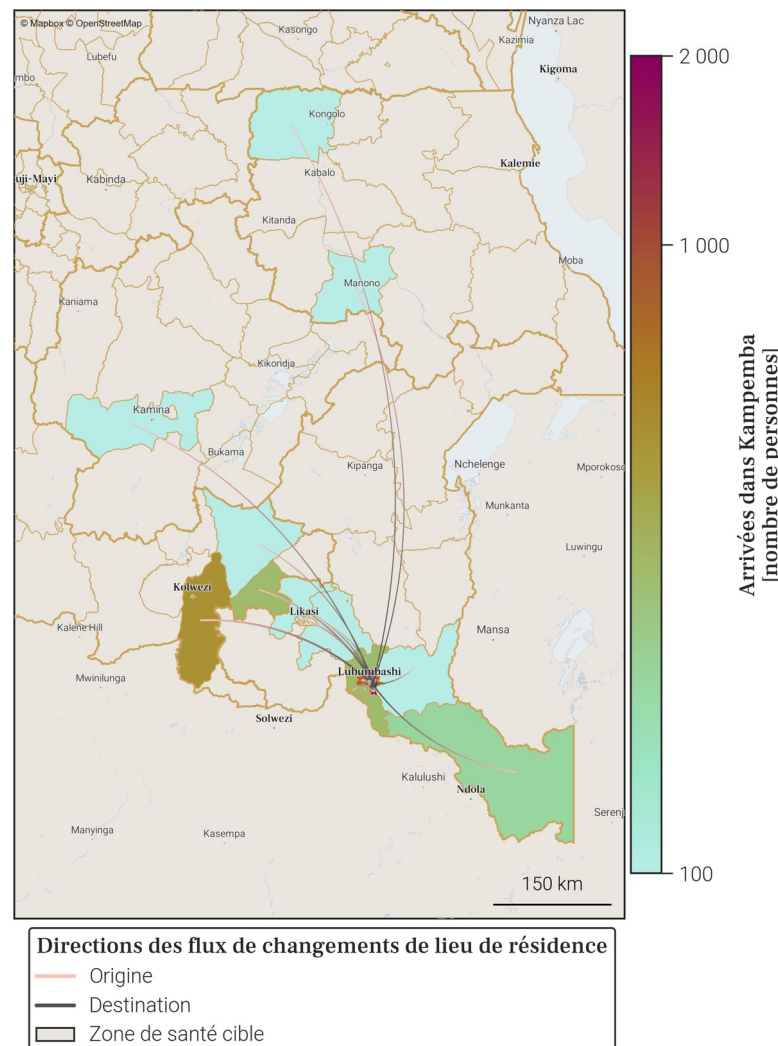 © Mapbox © OpenStreetMap
Kasongo
Nyanza Lac
Kazimia
Lubefu
mbo
Kigoma
Kongolo
Kalemie
Kabalo
uji-Mayi
Kabinda
Kitanda
Moba
Manono
Kaniama
Kikondja
Kamina
Bukama
Kipanga
Nchelenge
Mporokoso
Munkanta
Luwingu
Kolwezi
Likasi
Kalene Hill
Mansa
Lubumbashi
Mwinilunga
Solwezi
Kalulushi
Ndola
Serenj
Manyinga
Kasempa
150 km
2 000
1 000
100
Arrivées dans Kampemba
[nombre de personnes]
Directions des flux de changements de lieu de résidence
Origine
Destination
Zone de santé cible